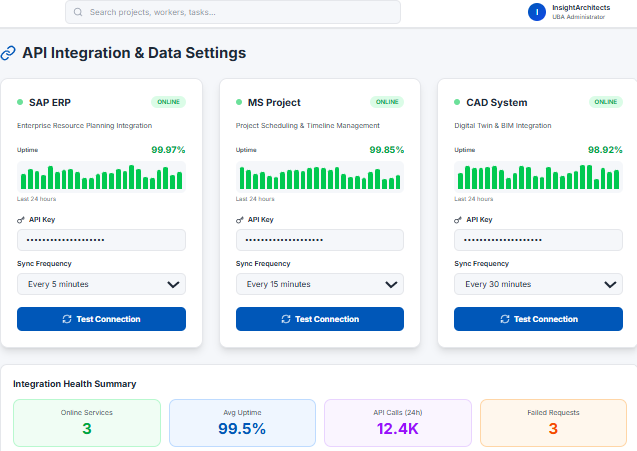 Search projects, workers, tasks...
I
InsightArchitects
UBA Administrator
API Integration & Data Settings
SAP ERP
ONLINE
Enterprise Resource Planning Integration
Uptime
99.97%
Last 24 hours
API Key
Sync Frequency
Every 5 minutes
Test Connection
MS Project
ONLINE
Project Scheduling & Timeline Management
Uptime
99.85%
Last 24 hours
API Key
Sync Frequency
Every 15 minutes
Test Connection
CAD System
ONLINE
Digital Twin & BIM Integration
Uptime
98.92%
Last 24 hours
API Key
Sync Frequency
Every 30 minutes
Test Connection
Integration Health Summary
Online Services
3
Avg Uptime
99.5%
API Calls (24h)
12.4K
Failed Requests
3